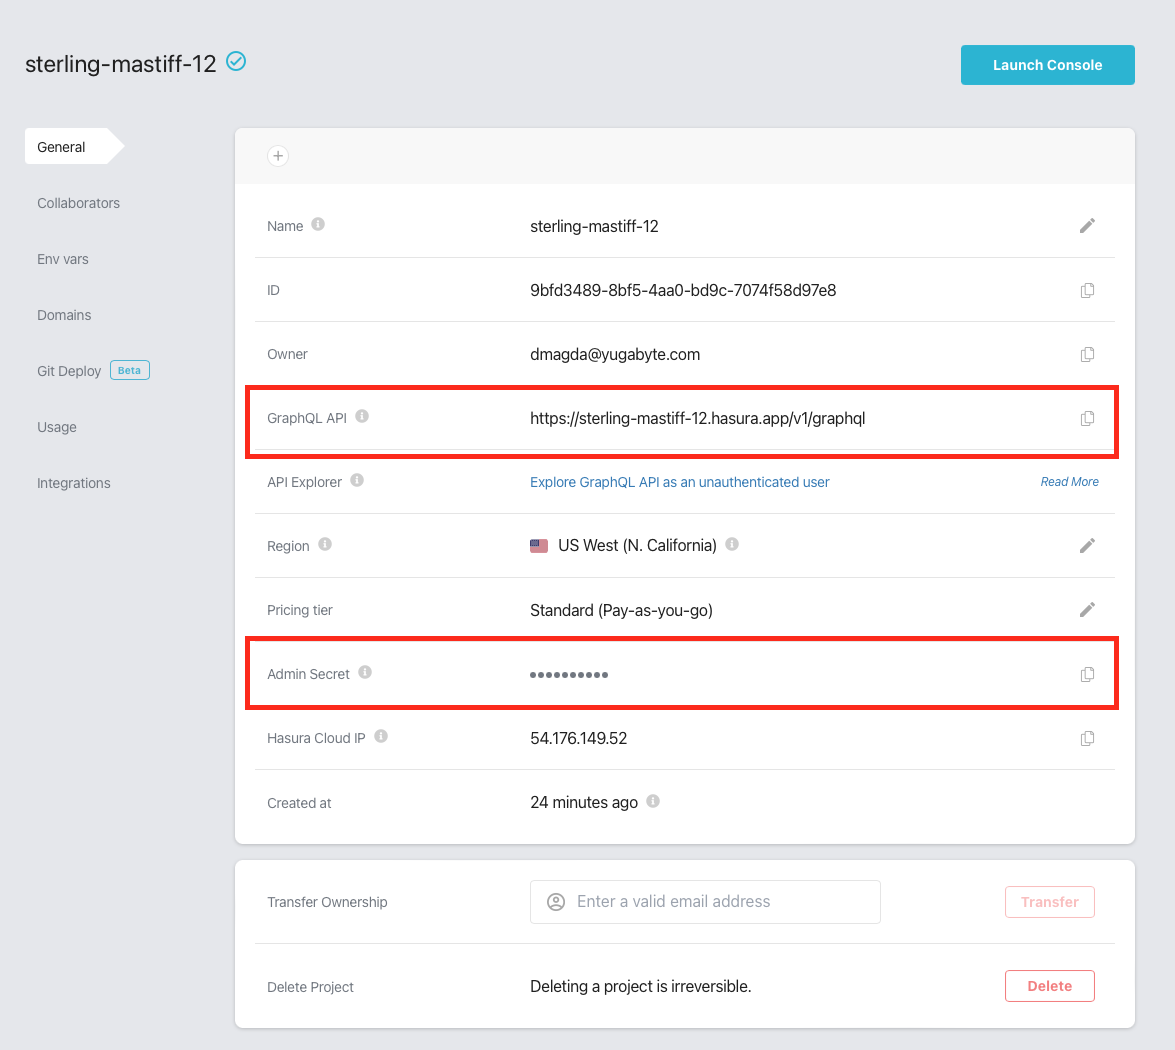 sterling-mastiff-12
Launch Console
General
Collaborators
Env vars
Domains
Git Deploy Beta
Usage
Integrations
Name sterling-mastiff-12
ID 9bfd3489-8bf5-4aa0-bd9c-7074f58d97e8
Owner dmagda@yugabyte.com
GraphQL API https://sterling-mastiff-12.hasura.app/v1/graphql
API Explorer Explore GraphQL API as an unauthenticated user Read More
Region US West (N. California)
Pricing tier Standard (Pay-as-you-go)
Admin Secret ••••••••••
Hasura Cloud IP 54.176.149.52
Created at 24 minutes ago
Transfer Ownership Enter a valid email address Transfer
Delete Project Deleting a project is irreversible. Delete